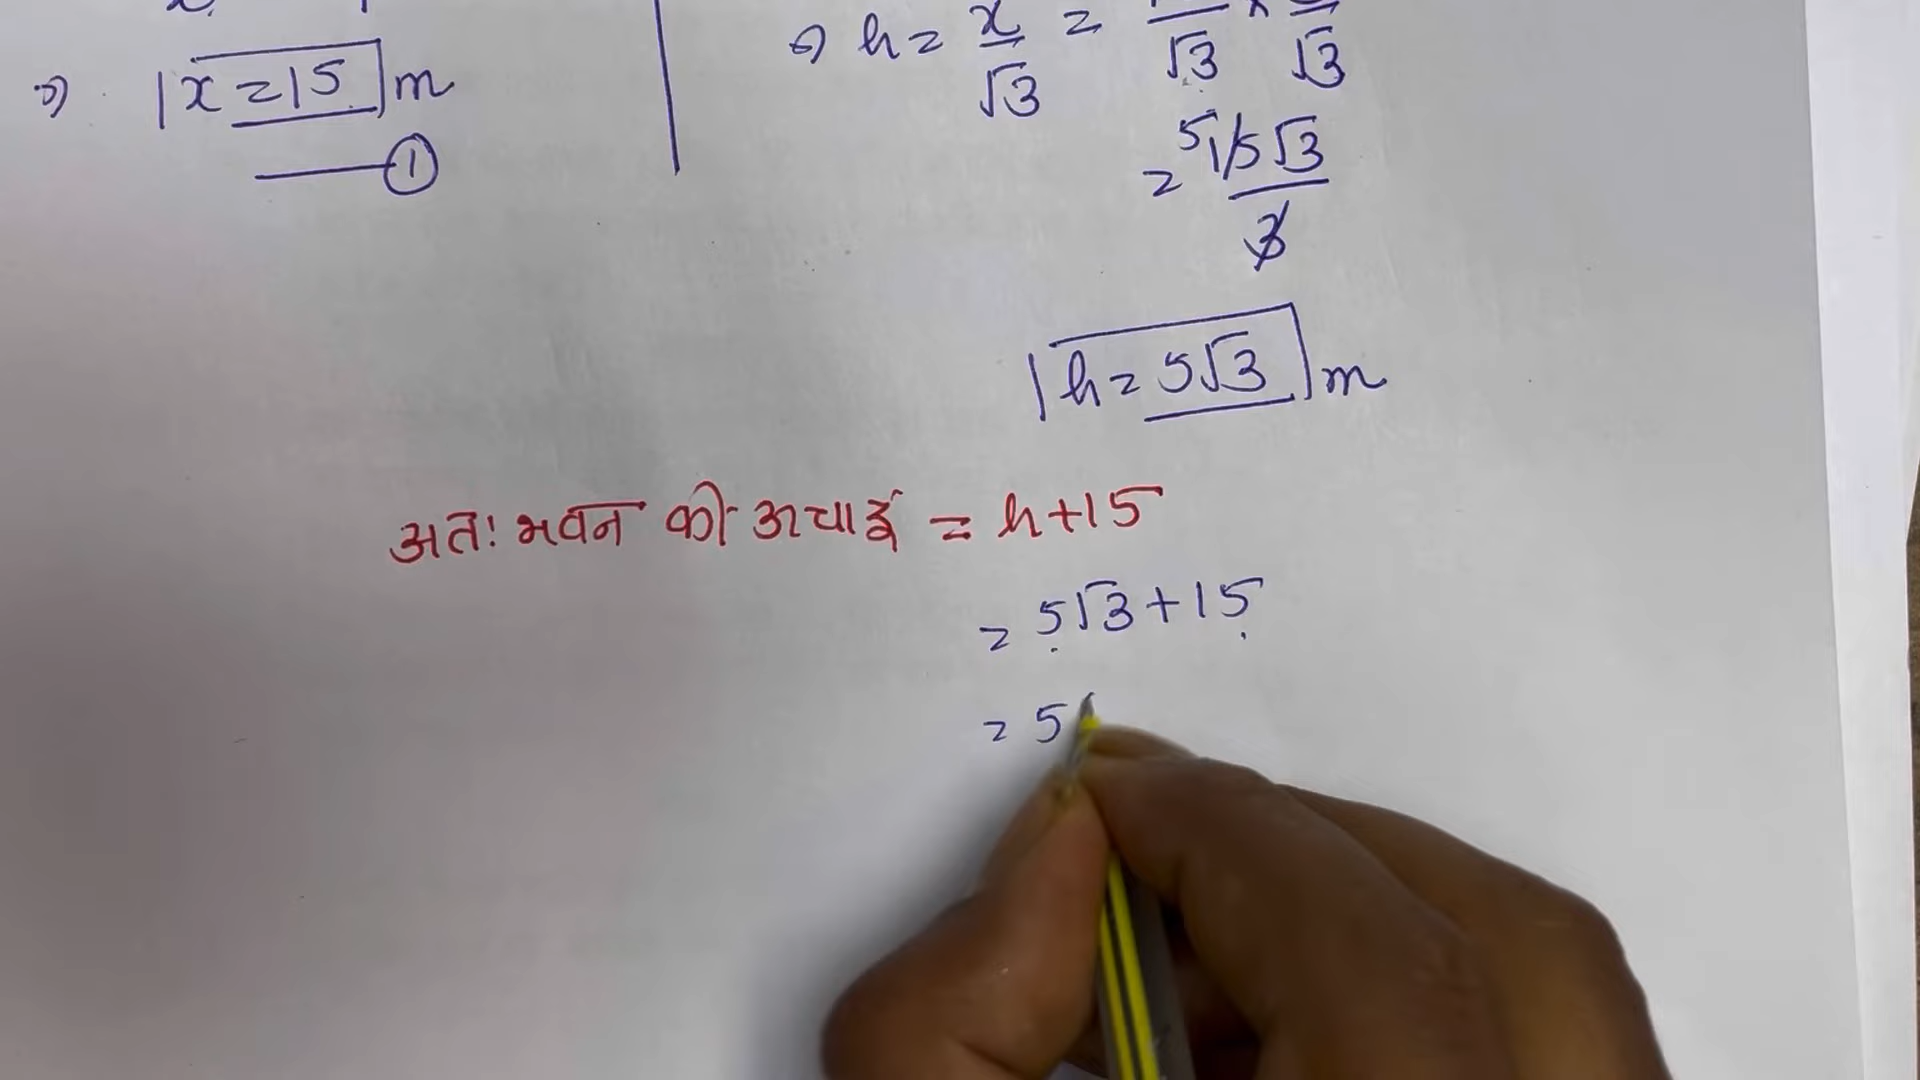 ⇒ x = 15 m
① 
⇒ h = x/√3 = /√3 × /√3
= 5 15√3/3
h = 5√3 m
अतः भवन की ऊचाई = h+15
= 5√3+15
= 5